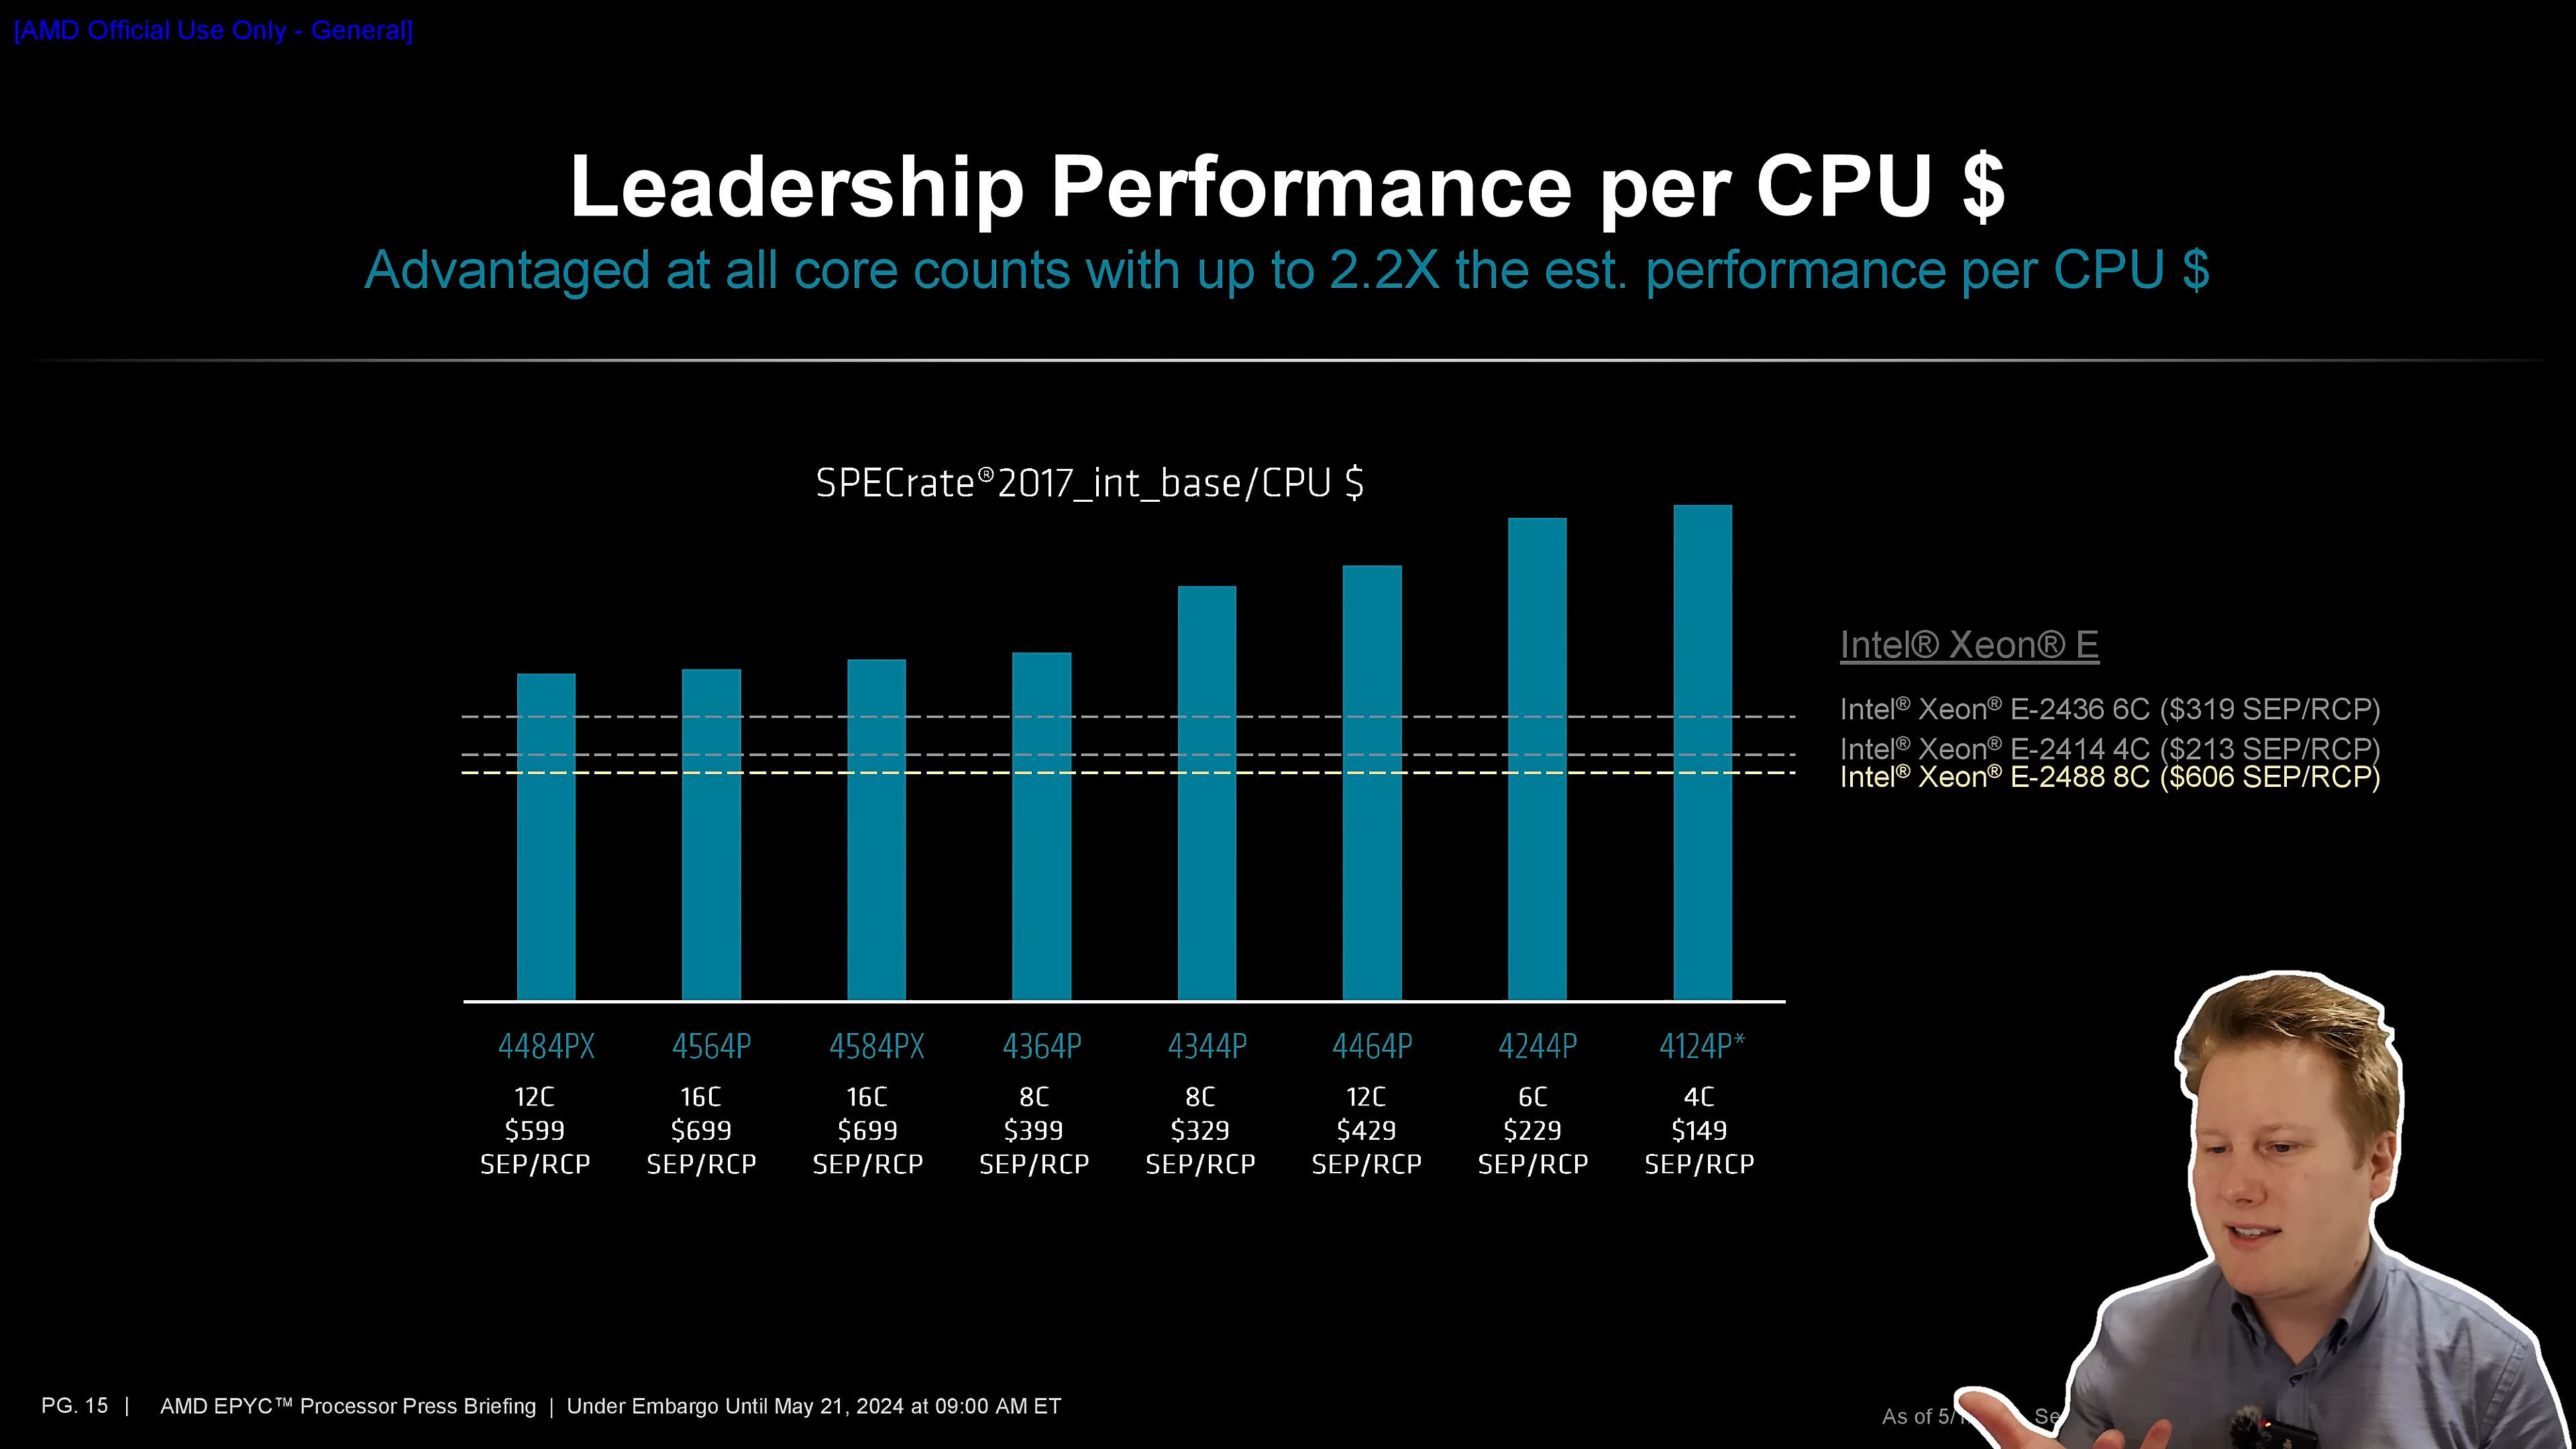 [AMD Official Use Only - General]
Leadership Performance per CPU $
Advantaged at all core counts with up to 2.2X the est. performance per CPU $
SPECrate®2017_int_base/CPU $
Intel® Xeon® E
Intel® Xeon® E-2436 6C ($319 SEP/RCP)
Intel® Xeon® E-2414 4C ($213 SEP/RCP)
Intel® Xeon® E-2488 8C ($606 SEP/RCP)
4484PX 4564P 4584PX 4364P 4344P 4464P 4244P 4124P*
12C 16C 16C 8C 8C 12C 6C 4C
$599 $699 $699 $399 $329 $429 $229 $149
SEP/RCP SEP/RCP SEP/RCP SEP/RCP SEP/RCP SEP/RCP SEP/RCP SEP/RCP
PG. 15 | AMD EPYC™ Processor Press Briefing | Under Embargo Until May 21, 2024 at 09:00 AM ET
As of